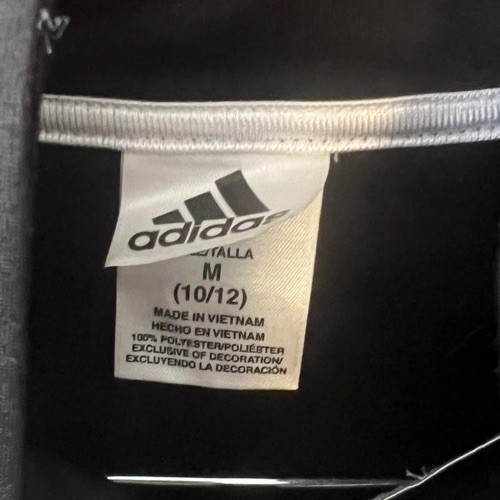 adidas
/TALLA
M
(10/12)
MADE IN VIETNAM
HECHO EN VIETNAM
100% POLYESTER/POLIÉSTER
EXCLUSIVE OF DECORATION/
EXCLUYENDO LA DECORACIÓN